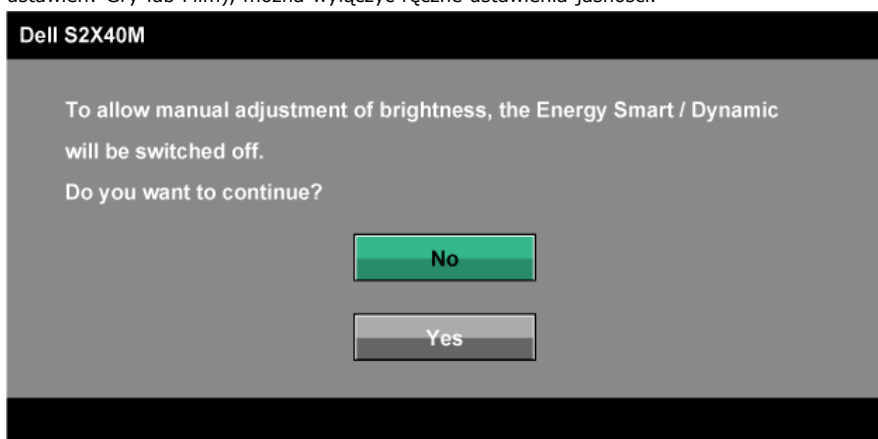 ustawień: Gry lub Filmy), można wyłączyć ręczne ustawienia jasności.
Dell S2X40M
To allow manual adjustment of brightness, the Energy Smart / Dynamic
will be switched off.
Do you want to continue?
No
Yes